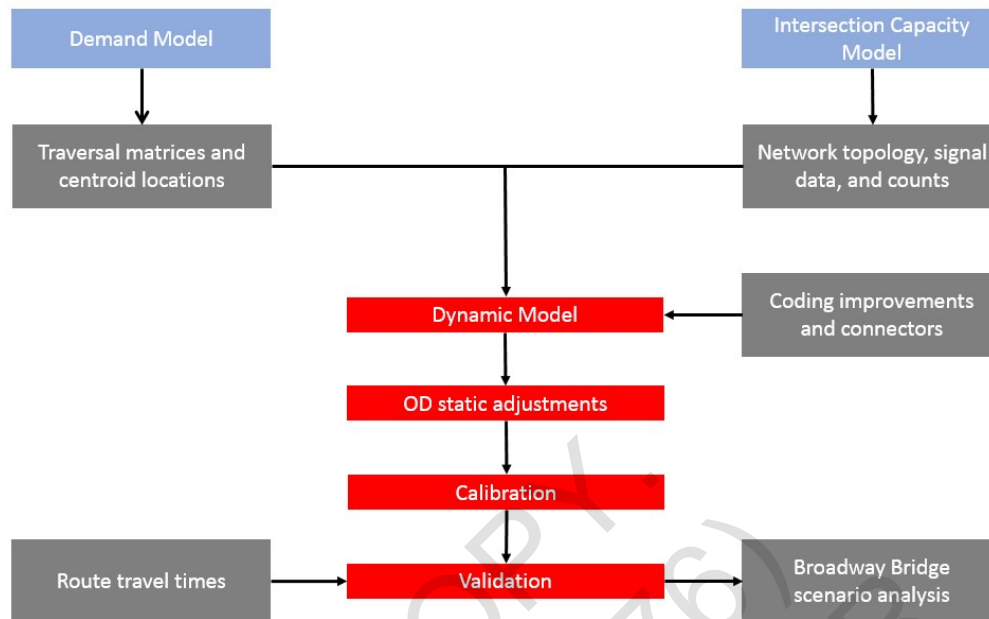 Demand Model
Intersection Capacity
Model
Traversal matrices and
centroid locations
Network topology, signal
data, and counts
Dynamic Model
Coding improvements
and connectors
OD static adjustments
Calibration
Route travel times
Validation
Broadway Bridge
scenario analysis